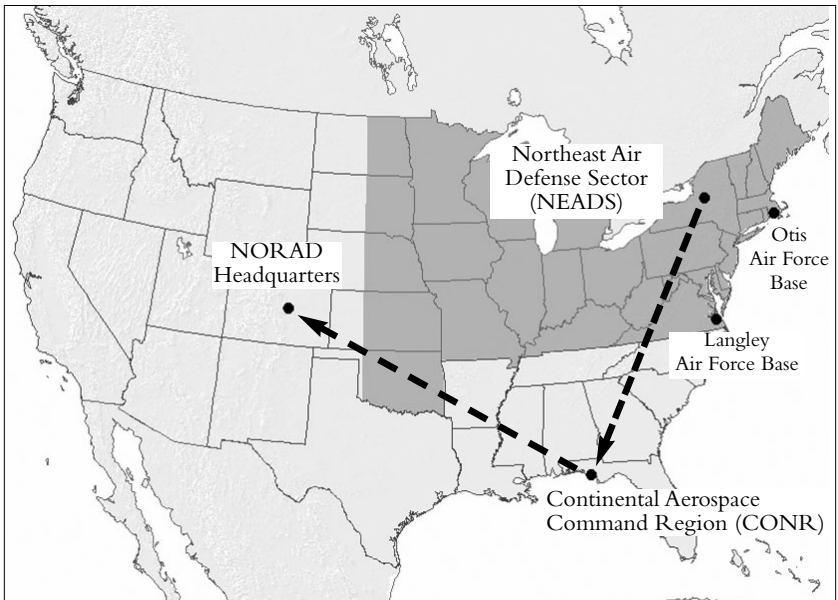 Northeast Air
Defense Sector
(NEADS)
NORAD
Headquarters
Otis
Air Force
Base
Langley
Air Force Base
Continental Aerospace
Command Region (CONR)